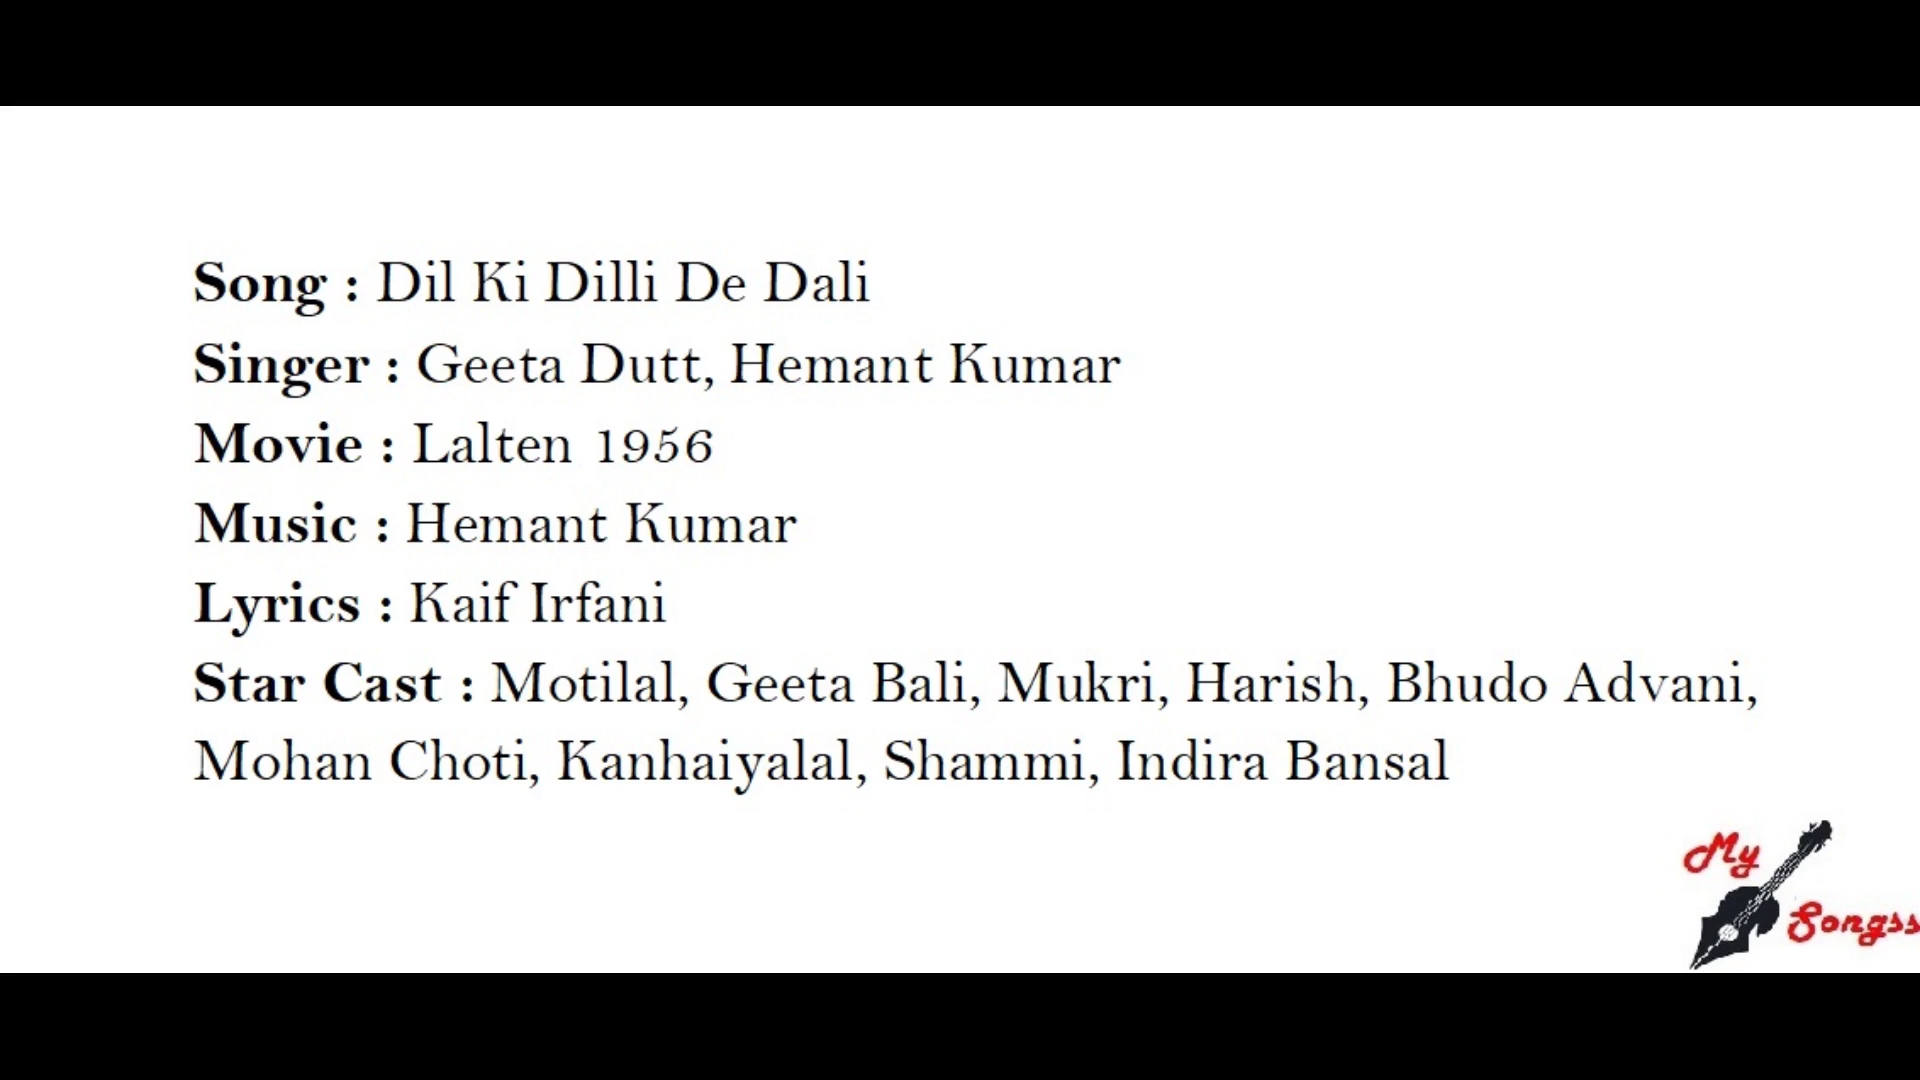 Song : Dil Ki Dilli De Dali
Singer : Geeta Dutt, Hemant Kumar
Movie : Lalten 1956
Music : Hemant Kumar
Lyrics : Kaif Irfani
Star Cast : Motilal, Geeta Bali, Mukri, Harish, Bhudo Advani,
Mohan Choti, Kanhaiyalal, Shammi, Indira Bansal
My
Songss